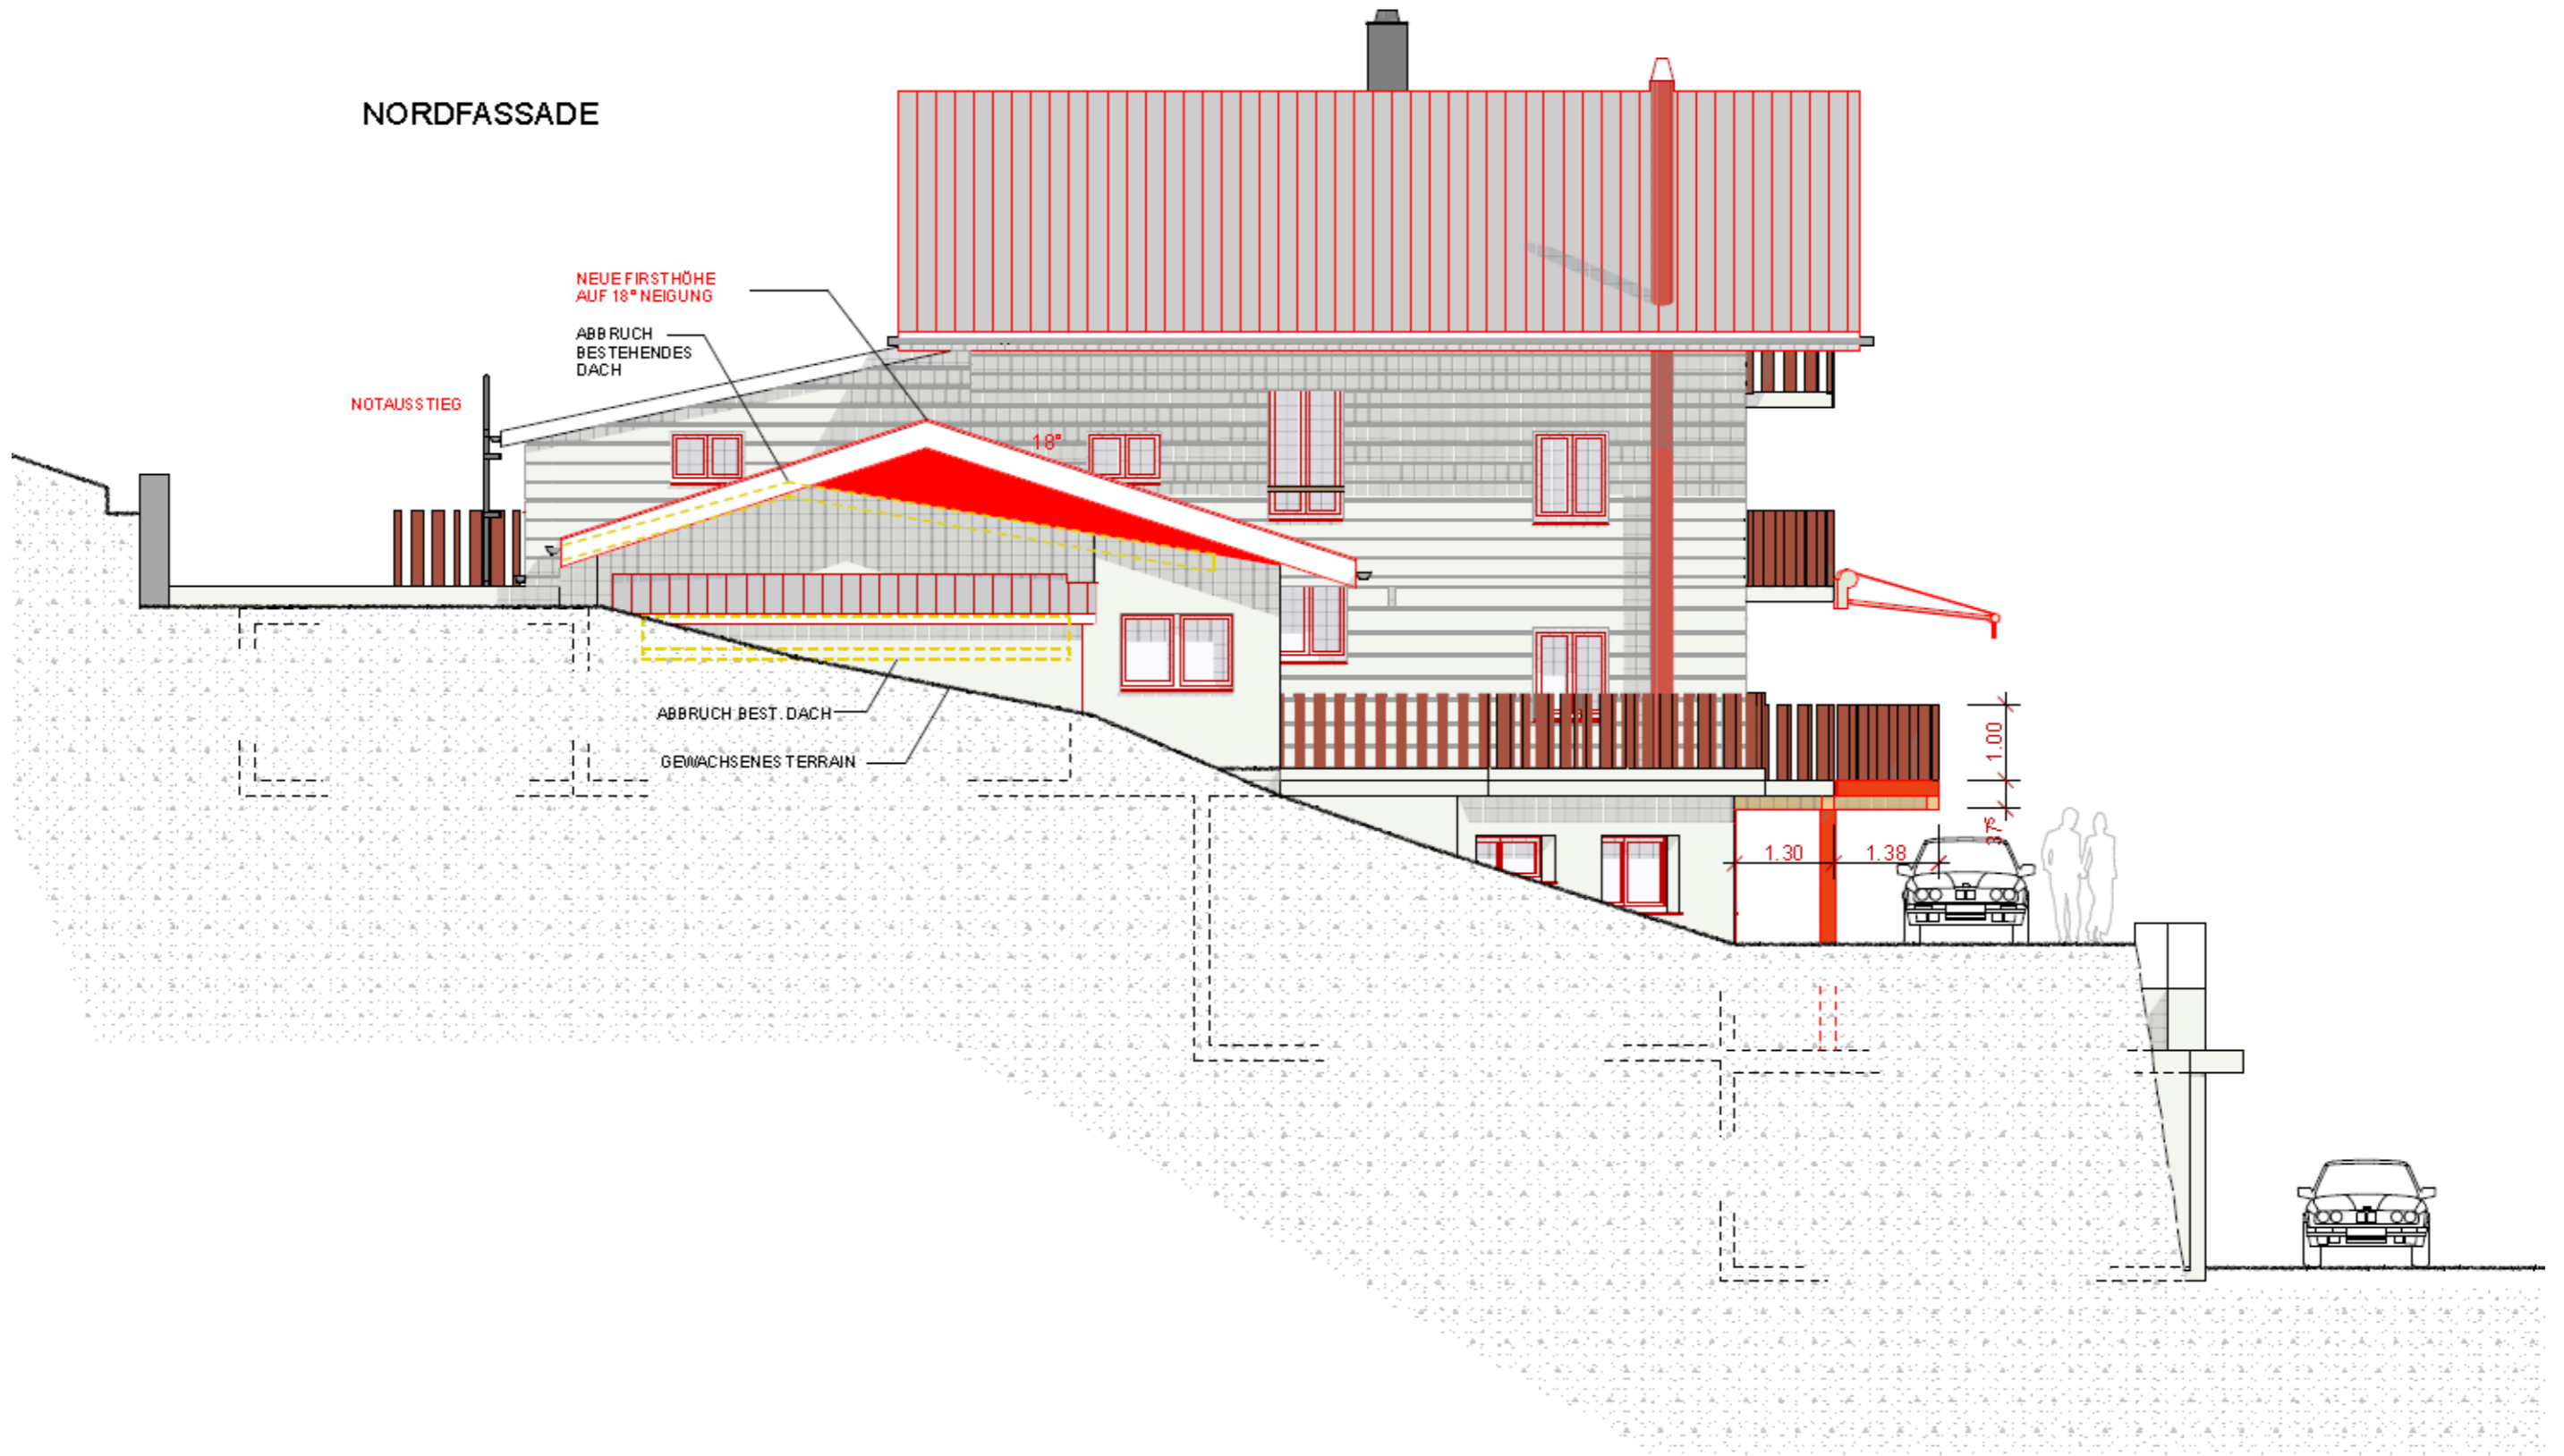 NORDFASSADE
NEUE FIRSTHÖHE
AUF 18° NEIGUNG
ABBRUCH
BESTEHENDES
DACH
NOTAUSSTIEG
18°
ABBRUCH BEST. DACH
GEWACHSENES TERRAIN
1.00
37⁵
1.30
1.38